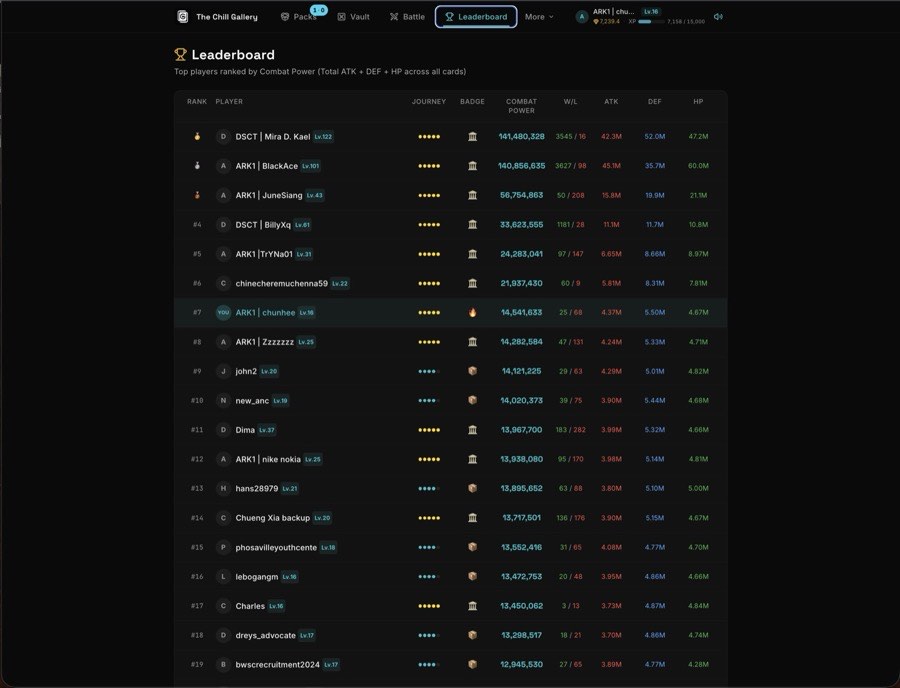 The Chill Gallery Packs 1·0 Vault Battle Leaderboard More A ARK1 | chu... Lv.16 7,239.4 · XP 7,158 / 13,000
Leaderboard
Top players ranked by Combat Power (Total ATK + DEF + HP across all cards)
RANK PLAYER JOURNEY BADGE COMBAT POWER W/L ATK DEF HP
D DSCT | Mira D. Kael Lv.122 141,480,328 3545 / 16 42.3M 52.0M 47.2M
A ARK1 | BlackAce Lv.101 140,856,635 3627 / 98 45.1M 35.7M 60.0M
A ARK1 | JuneSiang Lv.43 56,754,863 50 / 208 15.8M 19.9M 21.1M
#4 D DSCT | BillyXq Lv.61 33,623,555 1181 / 28 11.1M 11.7M 10.8M
#5 A ARK1 |TrYNa01 Lv.31 24,283,041 97 / 147 6.65M 8.66M 8.97M
#6 C chinecheremuchenna59 Lv.22 21,937,430 60 / 9 5.81M 8.31M 7.81M
#7 YOU ARK1 | chunhee Lv.16 14,541,633 25 / 68 4.37M 5.50M 4.67M
#8 A ARK1 | Zzzzzzz Lv.25 14,282,584 47 / 131 4.24M 5.33M 4.71M
#9 J john2 Lv.20 14,121,225 29 / 63 4.29M 5.01M 4.82M
#10 N new_anc Lv.19 14,020,373 39 / 75 3.90M 5.44M 4.68M
#11 D Dima Lv.37 13,967,700 183 / 282 3.99M 5.32M 4.66M
#12 A ARK1 | nike nokia Lv.25 13,938,080 95 / 170 3.98M 5.14M 4.81M
#13 H hans28979 Lv.21 13,895,652 63 / 88 3.80M 5.10M 5.00M
#14 C Chueng Xia backup Lv.20 13,717,501 136 / 176 3.90M 5.15M 4.67M
#15 P phosavilleyouthcente Lv.18 13,552,416 31 / 65 4.08M 4.77M 4.70M
#16 L lebogangm Lv.16 13,472,753 20 / 48 3.95M 4.86M 4.66M
#17 C Charles Lv.16 13,450,062 3 / 13 3.73M 4.87M 4.84M
#18 D dreys_advocate Lv.17 13,298,517 18 / 21 3.70M 4.86M 4.74M
#19 B bwscrecruitment2024 Lv.17 12,945,530 27 / 65 3.89M 4.77M 4.28M